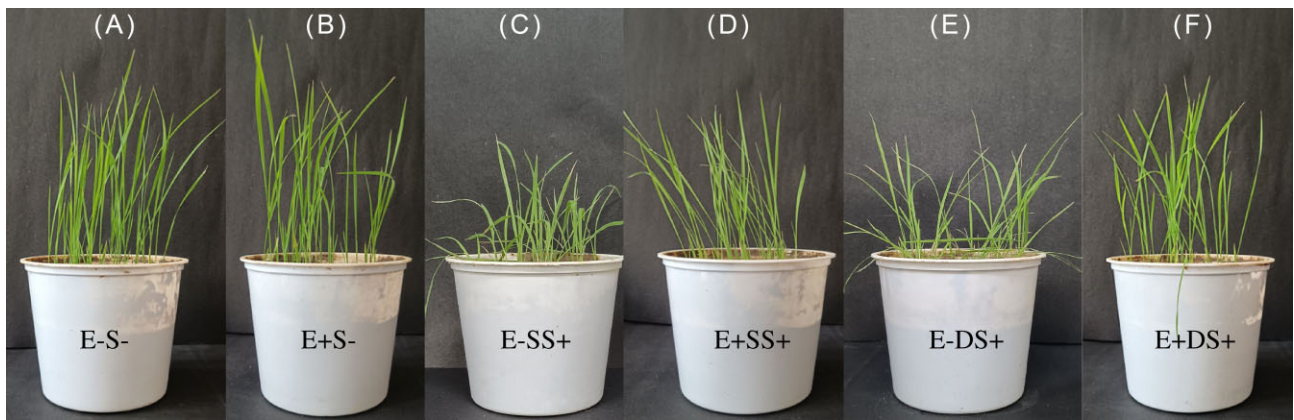 (A) (B) (C) (D) (E) (F)
E-S- E+S- E-SS+ E+SS+ E-DS+ E+DS+